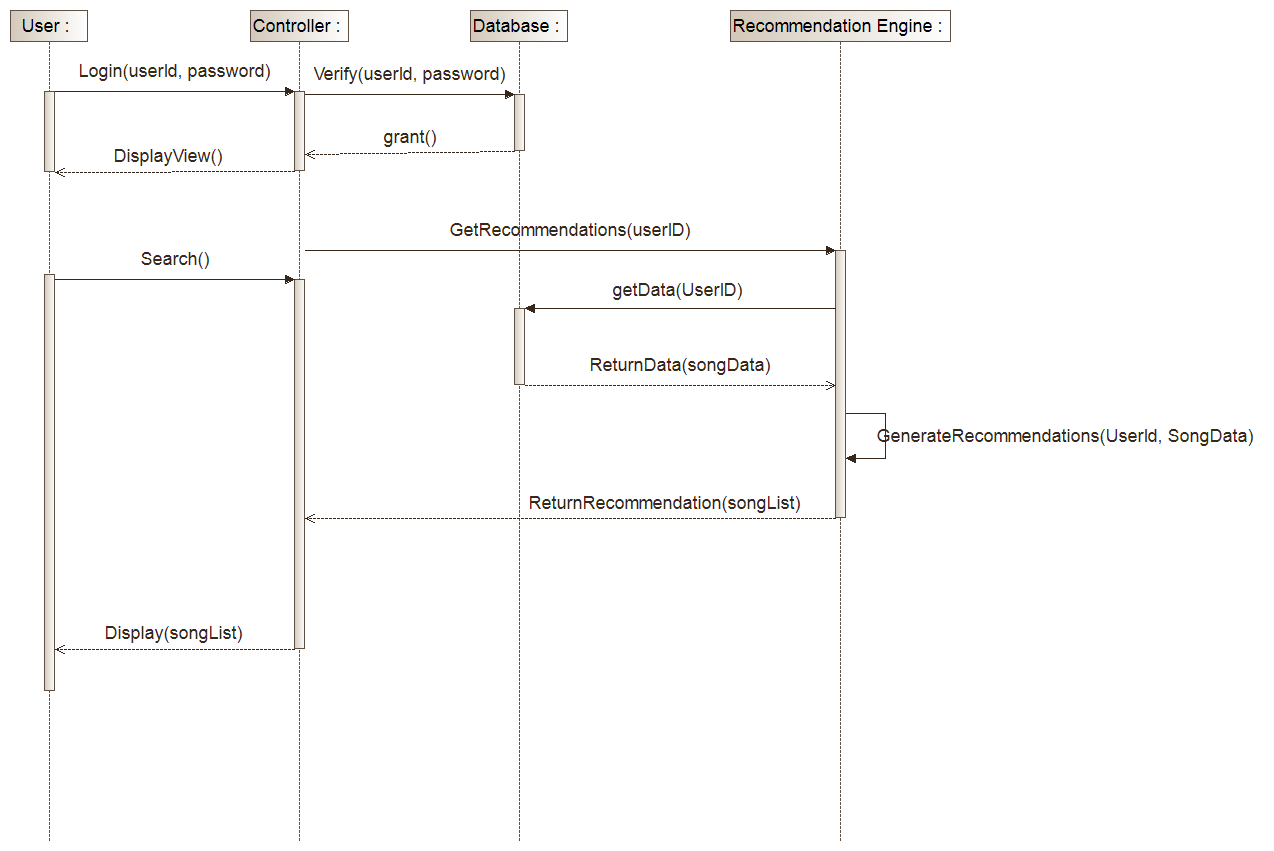 User :
Controller :
Database :
Recommendation Engine :
Login(userId, password)
Verify(userId, password)
grant()
DisplayView()
GetRecommendations(userID)
Search()
getData(UserID)
ReturnData(songData)
GenerateRecommendations(UserId, SongData)
ReturnRecommendation(songList)
Display(songList)